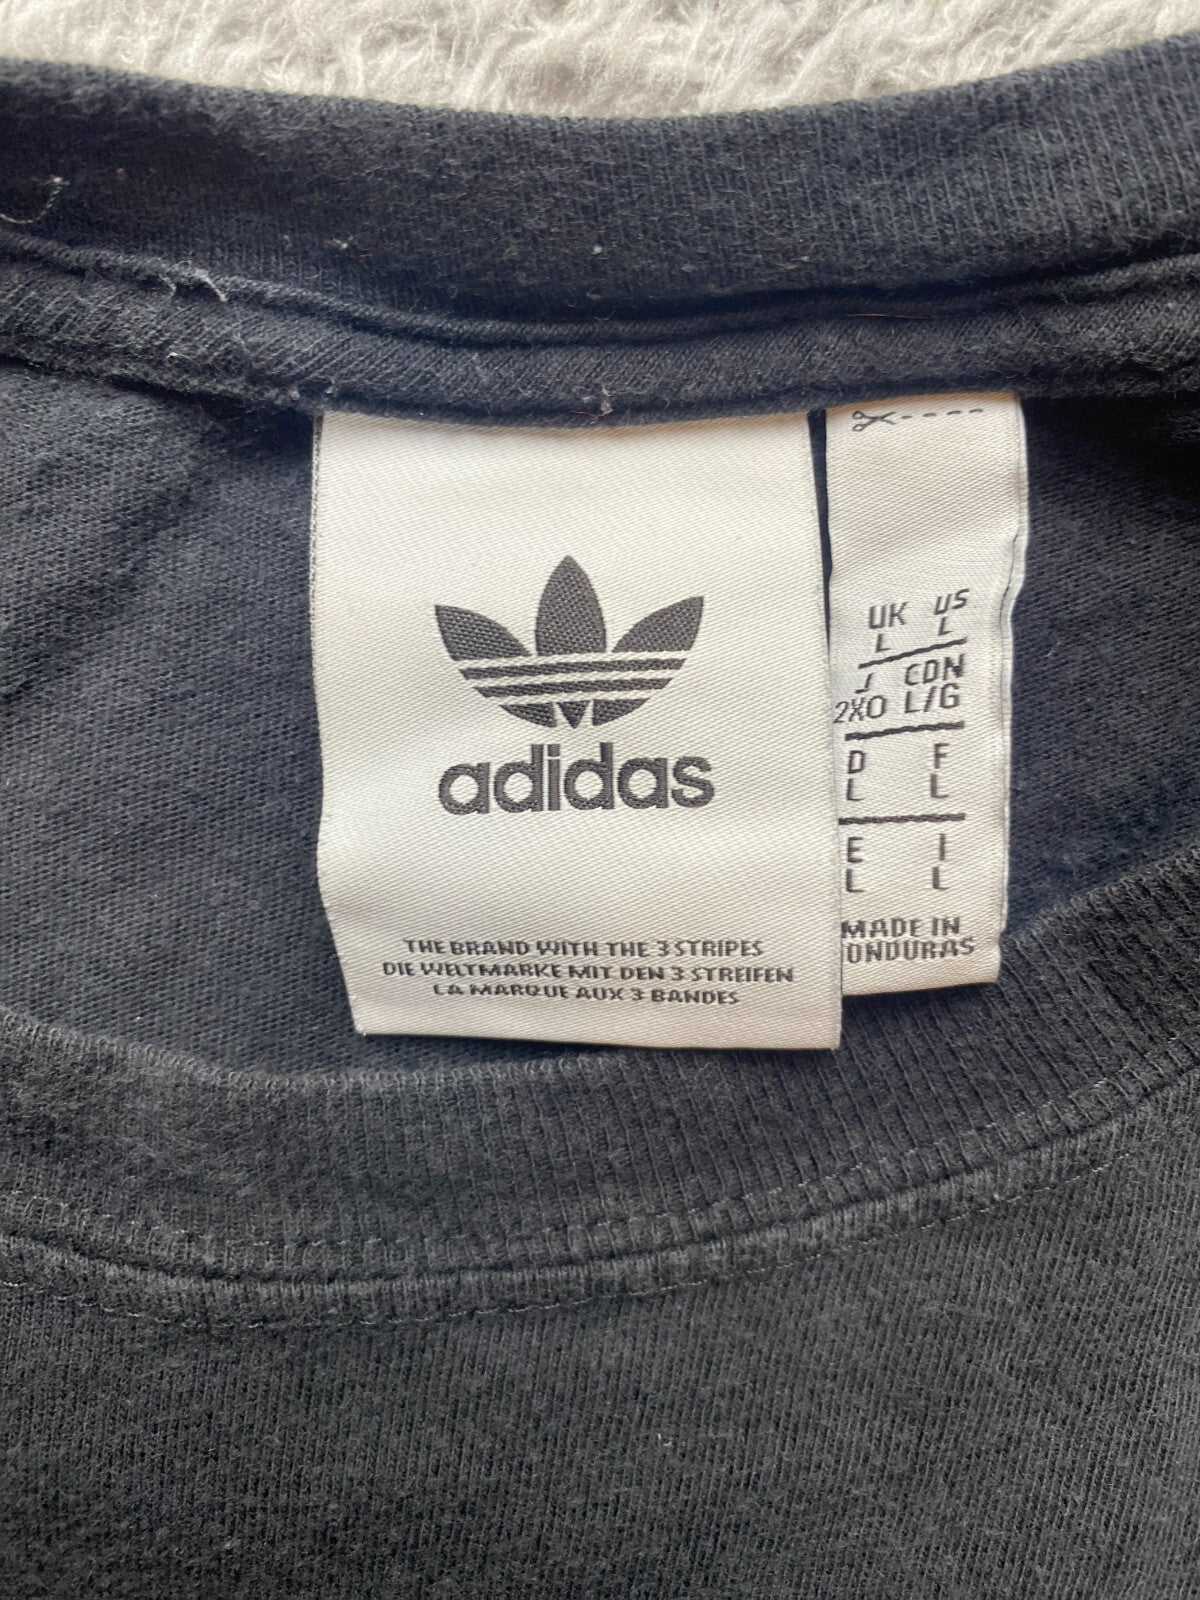 adidas
THE BRAND WITH THE 3 STRIPES
DIE WELTMARKE MIT DEN 3 STREIFEN
LA MARQUE AUX 3 BANDES
UK US
L L
J CDN
2XO L/G
D F
L L
E I
L L
MADE IN
ONDURAS